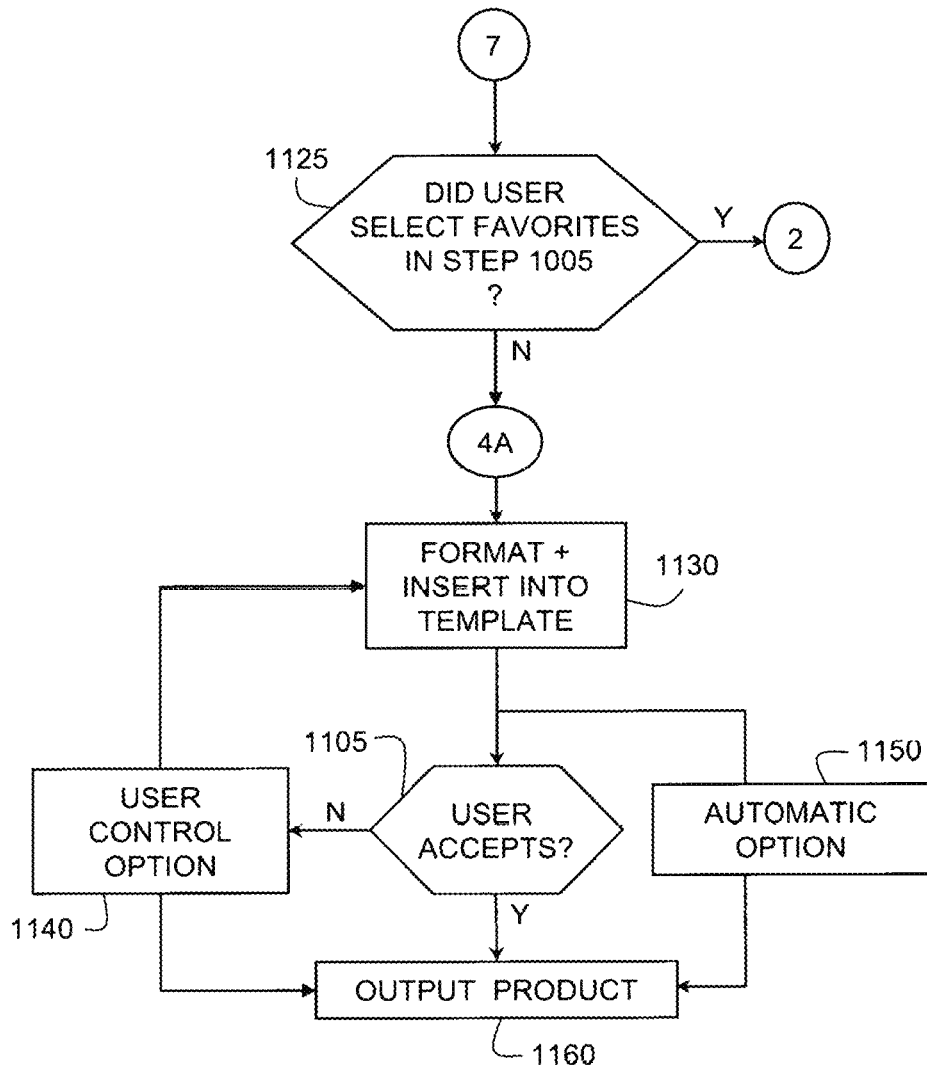 7
1125
DID USER
SELECT FAVORITES
IN STEP 1005
?
Y
2
N
4A
FORMAT +
INSERT INTO
TEMPLATE
1130
1105
1150
USER
CONTROL
OPTION
N
USER
ACCEPTS?
AUTOMATIC
OPTION
1140
Y
OUTPUT PRODUCT
1160